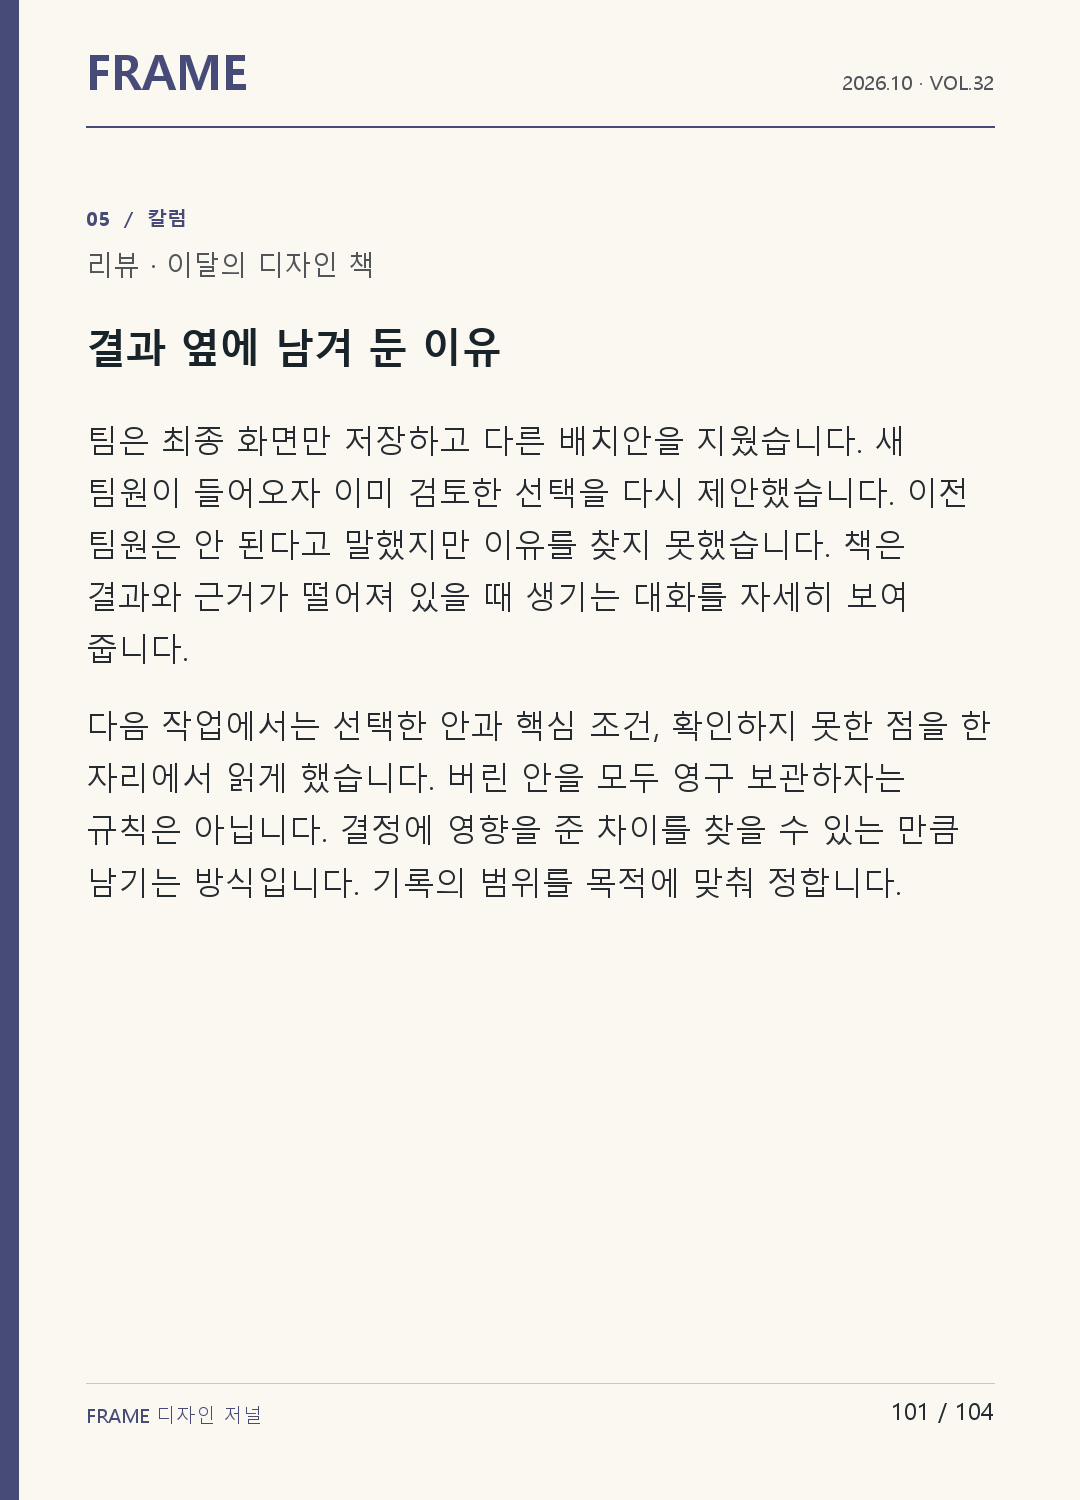 FRAME
2026.10 · VOL.32
05 / 칼럼
리뷰 · 이달의 디자인 책
결과 옆에 남겨 둔 이유
팀은 최종 화면만 저장하고 다른 배치안을 지웠습니다. 새
팀원이 들어오자 이미 검토한 선택을 다시 제안했습니다. 이전
팀원은 안 된다고 말했지만 이유를 찾지 못했습니다. 책은
결과와 근거가 떨어져 있을 때 생기는 대화를 자세히 보여
줍니다.
다음 작업에서는 선택한 안과 핵심 조건, 확인하지 못한 점을 한
자리에서 읽게 했습니다. 버린 안을 모두 영구 보관하자는
규칙은 아닙니다. 결정에 영향을 준 차이를 찾을 수 있는 만큼
남기는 방식입니다. 기록의 범위를 목적에 맞춰 정합니다.
FRAME 디자인 저널
101 / 104